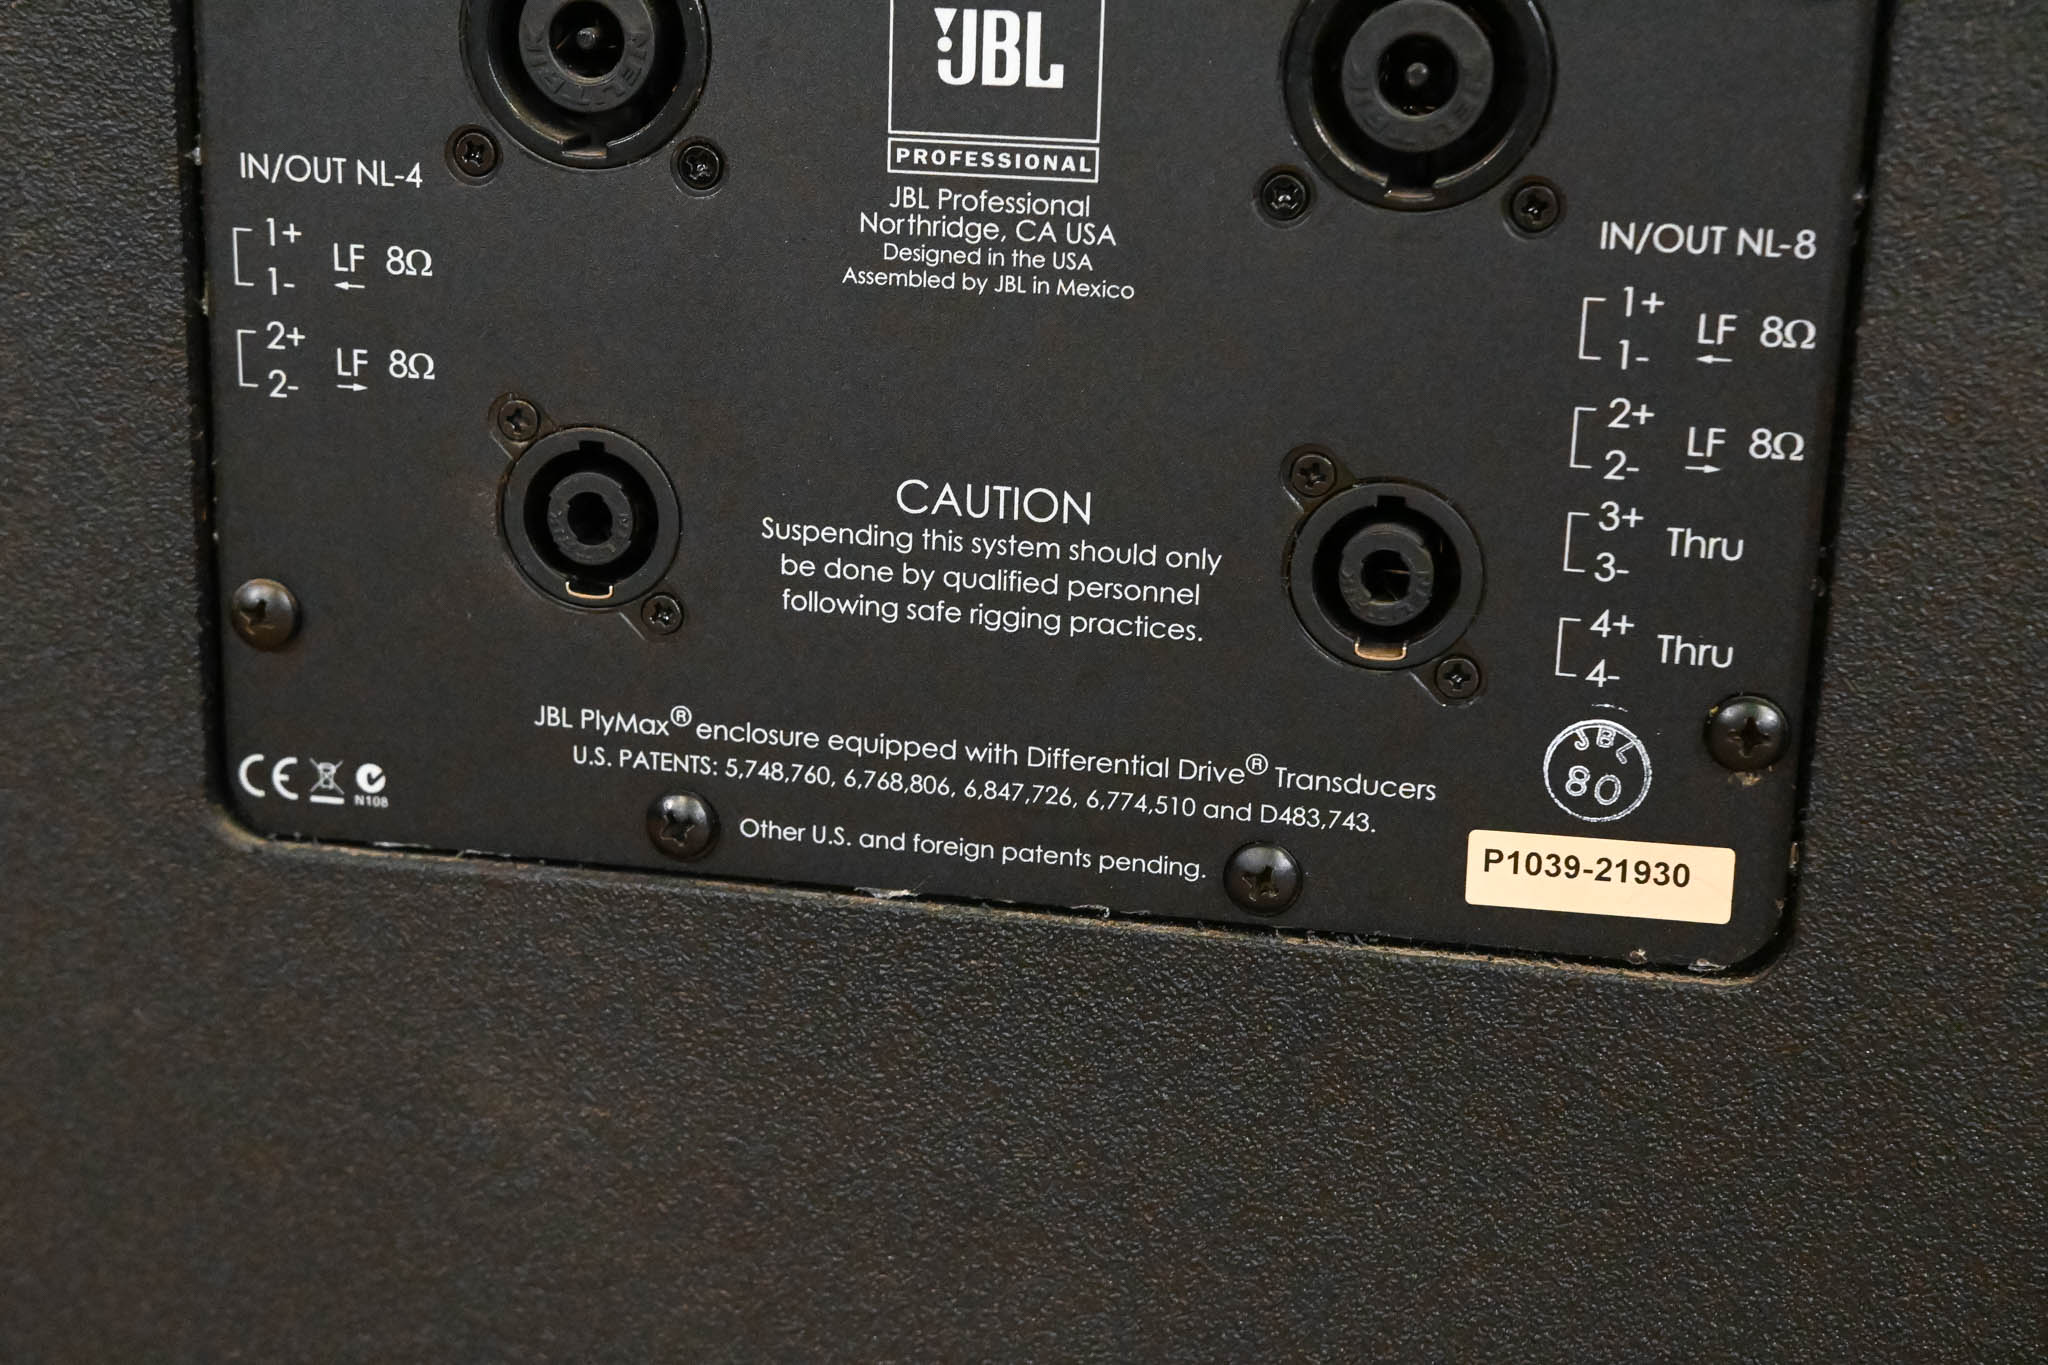 JBL
PROFESSIONAL
JBL Professional
Northridge, CA USA
Designed in the USA
Assembled by JBL in Mexico
IN/OUT NL-4
1+
1-
LF 8Ω
2+
2-
LF 8Ω
IN/OUT NL-8
1+
1-
LF 8Ω
2+
2-
LF 8Ω
3+
3-
Thru
4+
4-
Thru
CAUTION
Suspending this system should only
be done by qualified personnel
following safe rigging practices.
JBL PlyMax® enclosure equipped with Differential Drive® Transducers
U.S. PATENTS: 5,748,760, 6,768,806, 6,847,726, 6,774,510 and D483,743.
Other U.S. and foreign patents pending.
CE
N108
JBL
80
P1039-21930